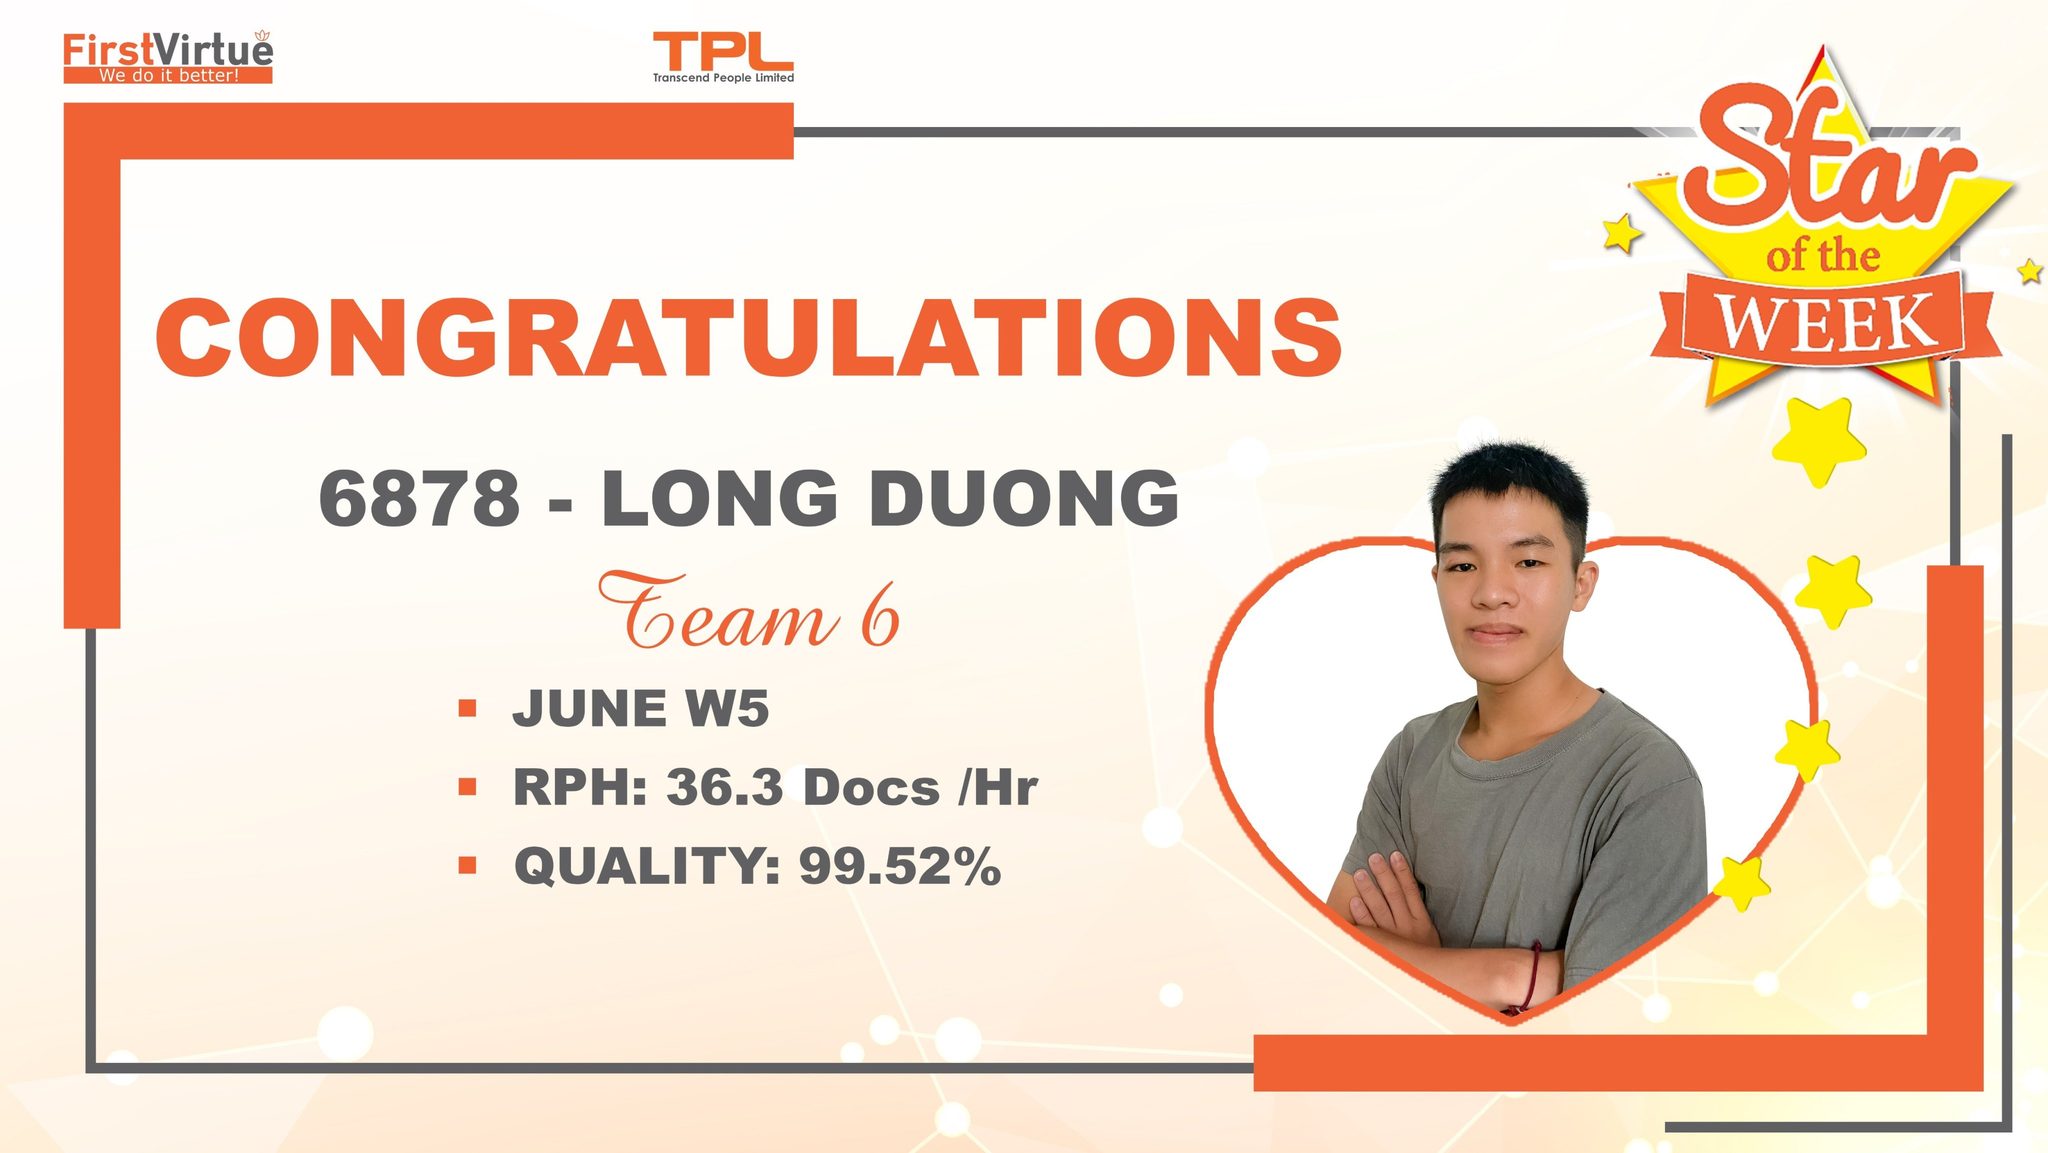 FirstVirtue
We do it better!
TPL
Transcend People Limited
Star
of the
WEEK
CONGRATULATIONS
6878 - LONG DUONG
Team 6
▪ JUNE W5
▪ RPH: 36.3 Docs /Hr
▪ QUALITY: 99.52%